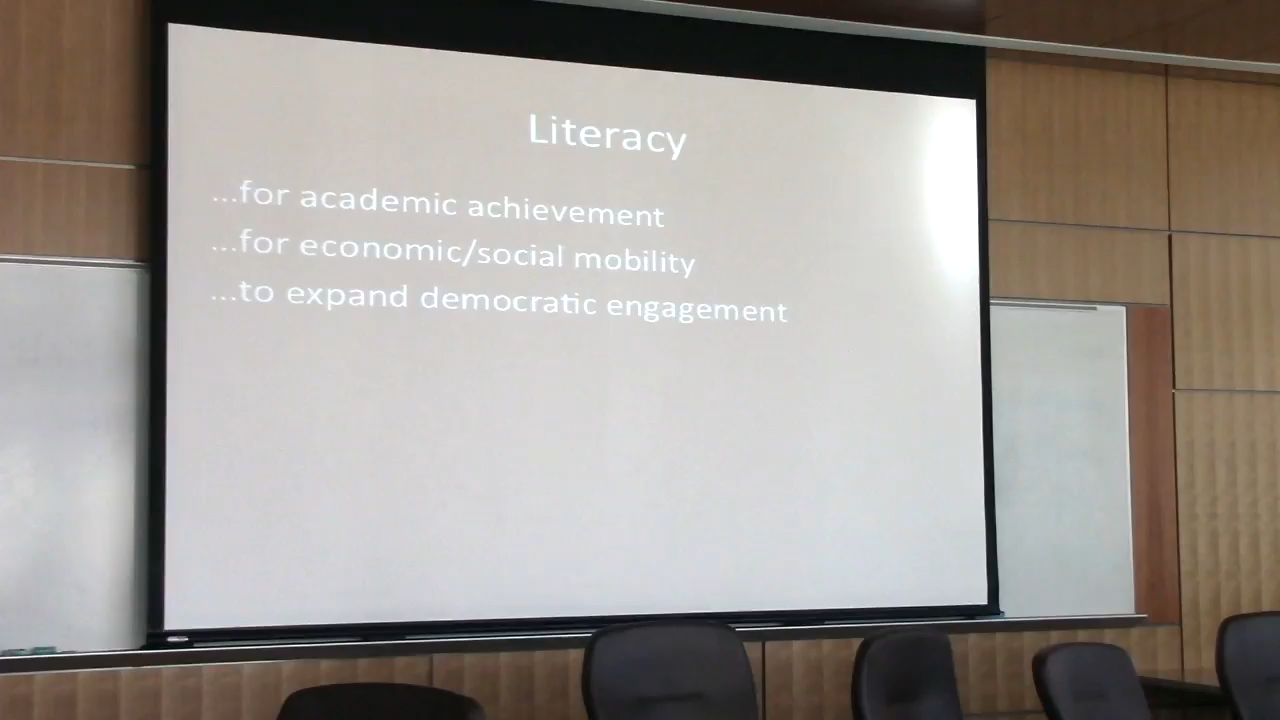 Literacy
...for academic achievement
...for economic/social mobility
...to expand democratic engagement